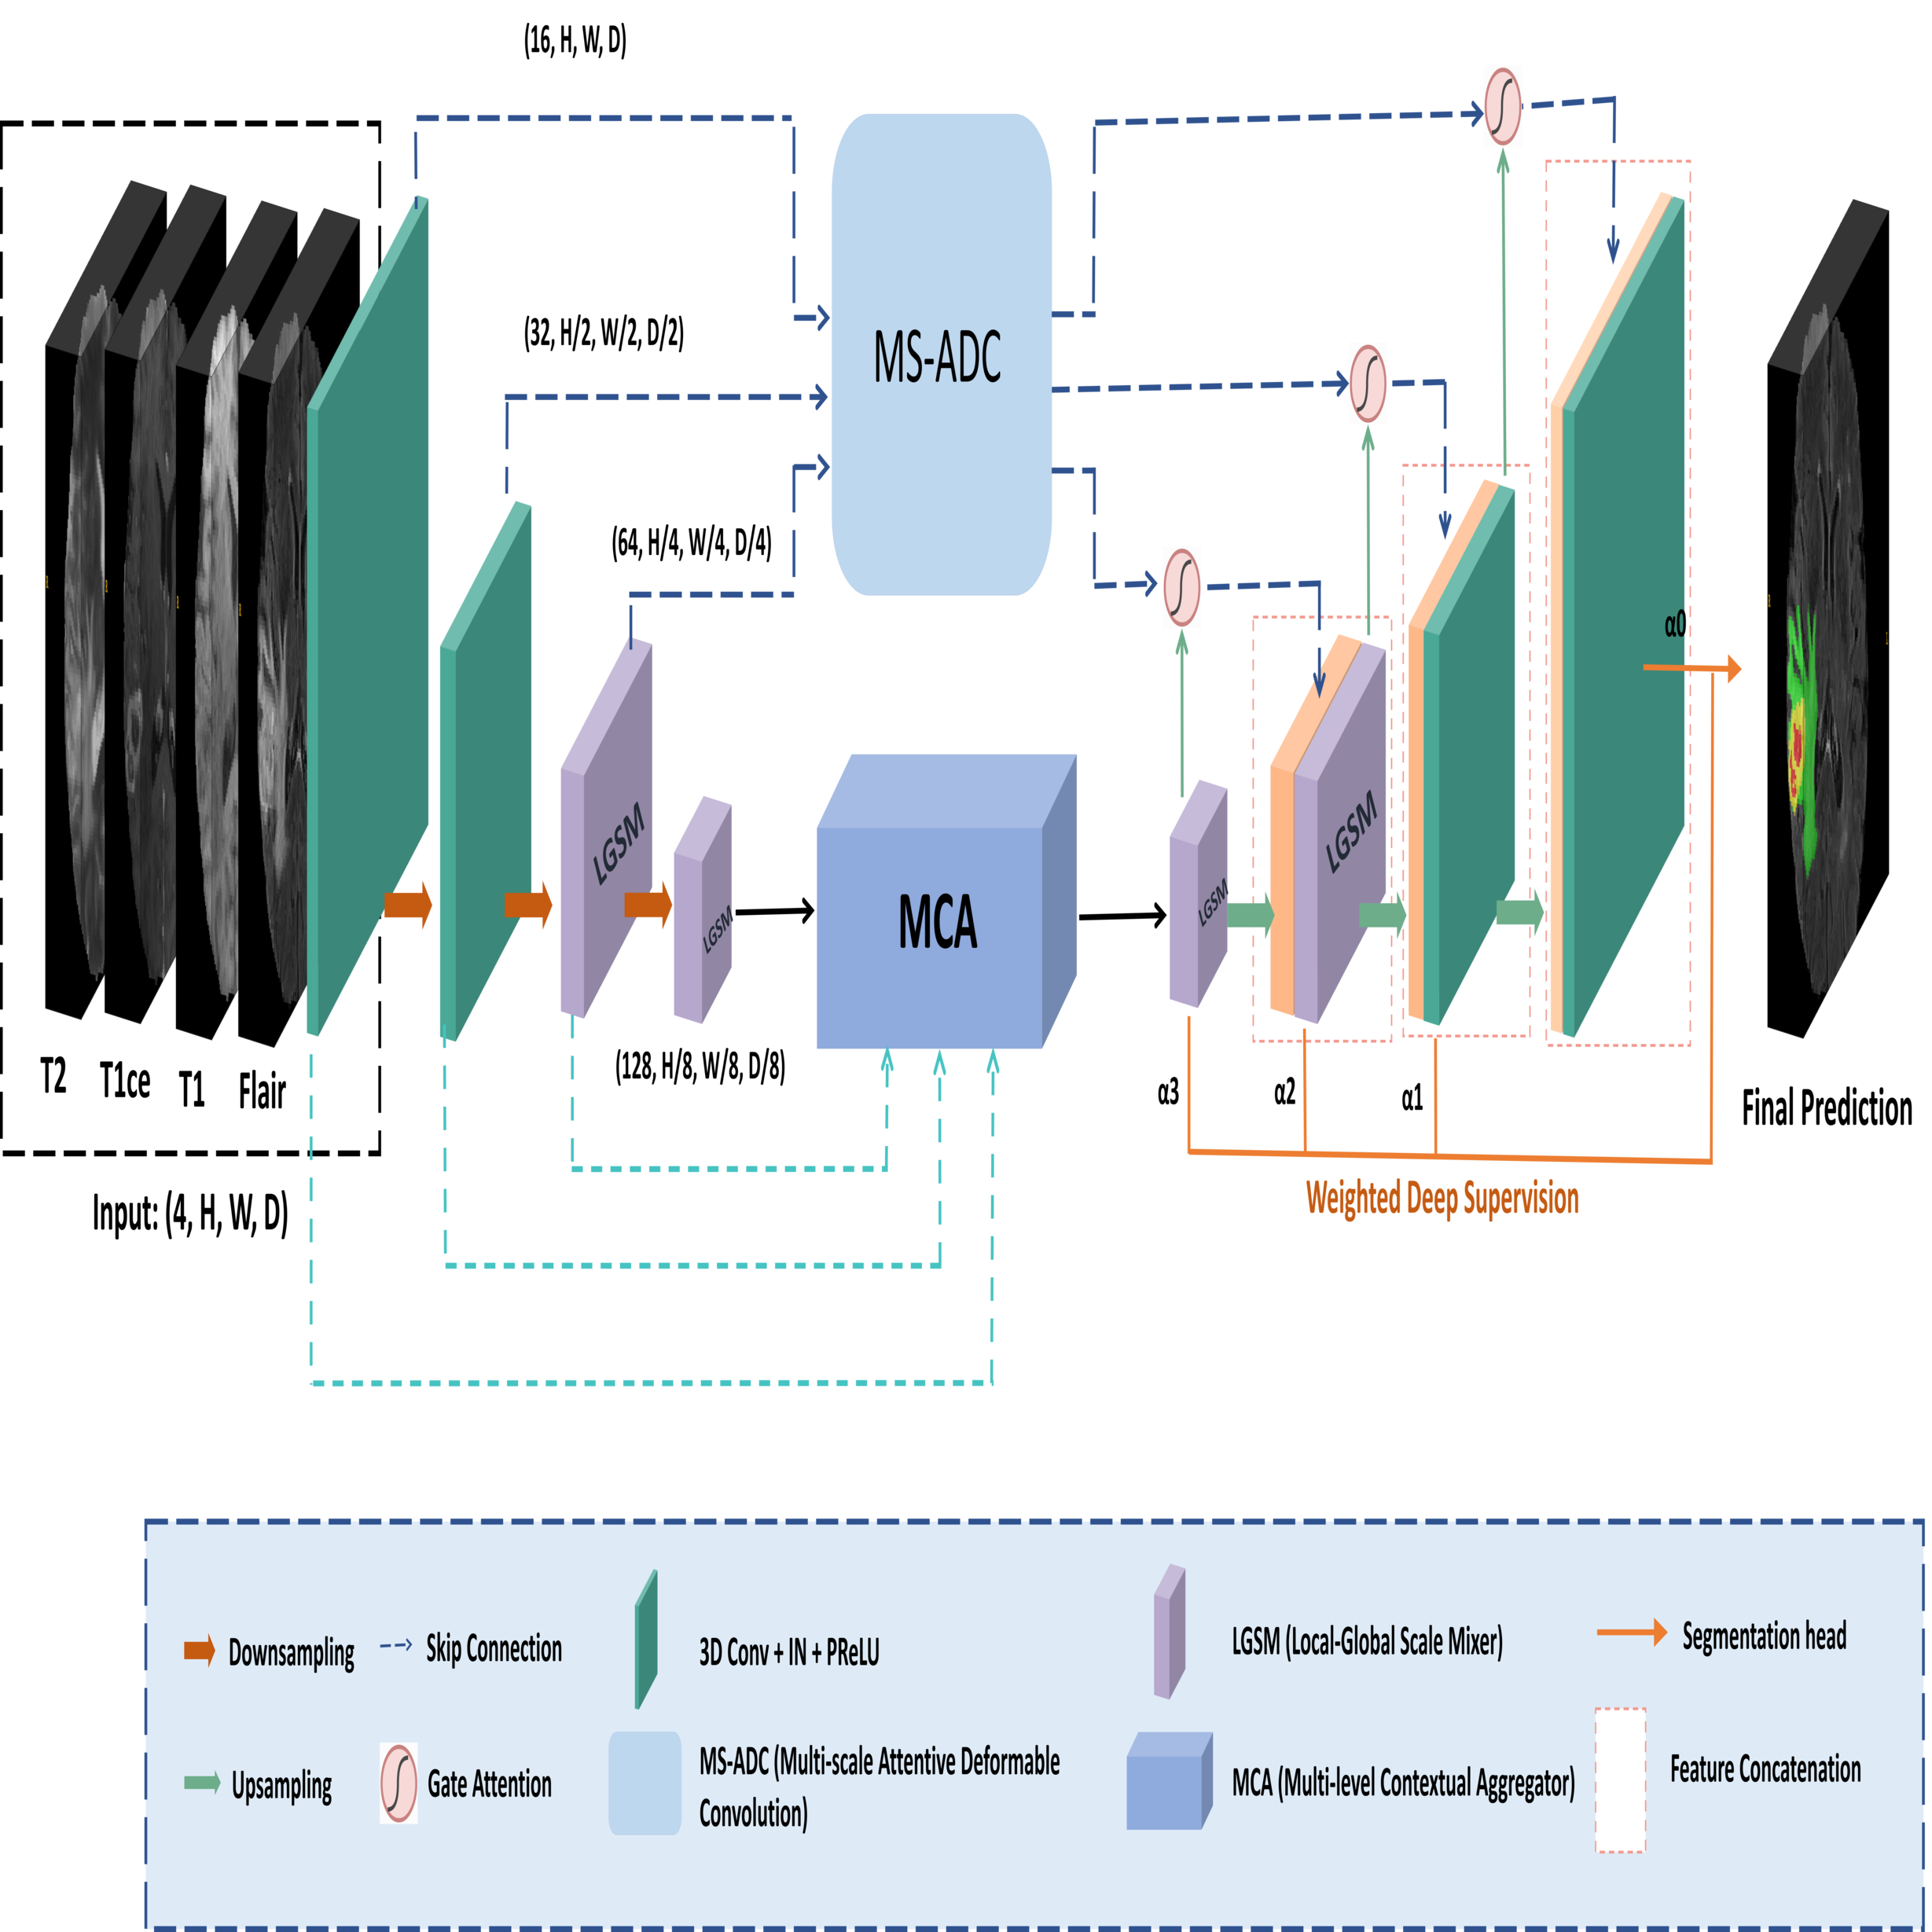 (16, H, W, D)
(32, H/2, W/2, D/2)
MS-ADC
(64, H/4, W/4, D/4)
α0
LGSM
LGSM
LGSM
LGSM
MCA
T2
T1ce
T1
Flair
(128, H/8, W/8, D/8)
α3
α2
α1
Final Prediction
Input: (4, H, W, D)
Weighted Deep Supervision
Downsampling
Skip Connection
3D Conv + IN + PReLU
LGSM (Local-Global Scale Mixer)
Segmentation head
Upsampling
Gate Attention
MS-ADC (Multi-scale Attentive Deformable
Convolution)
MCA (Multi-level Contextual Aggregator)
Feature Concatenation